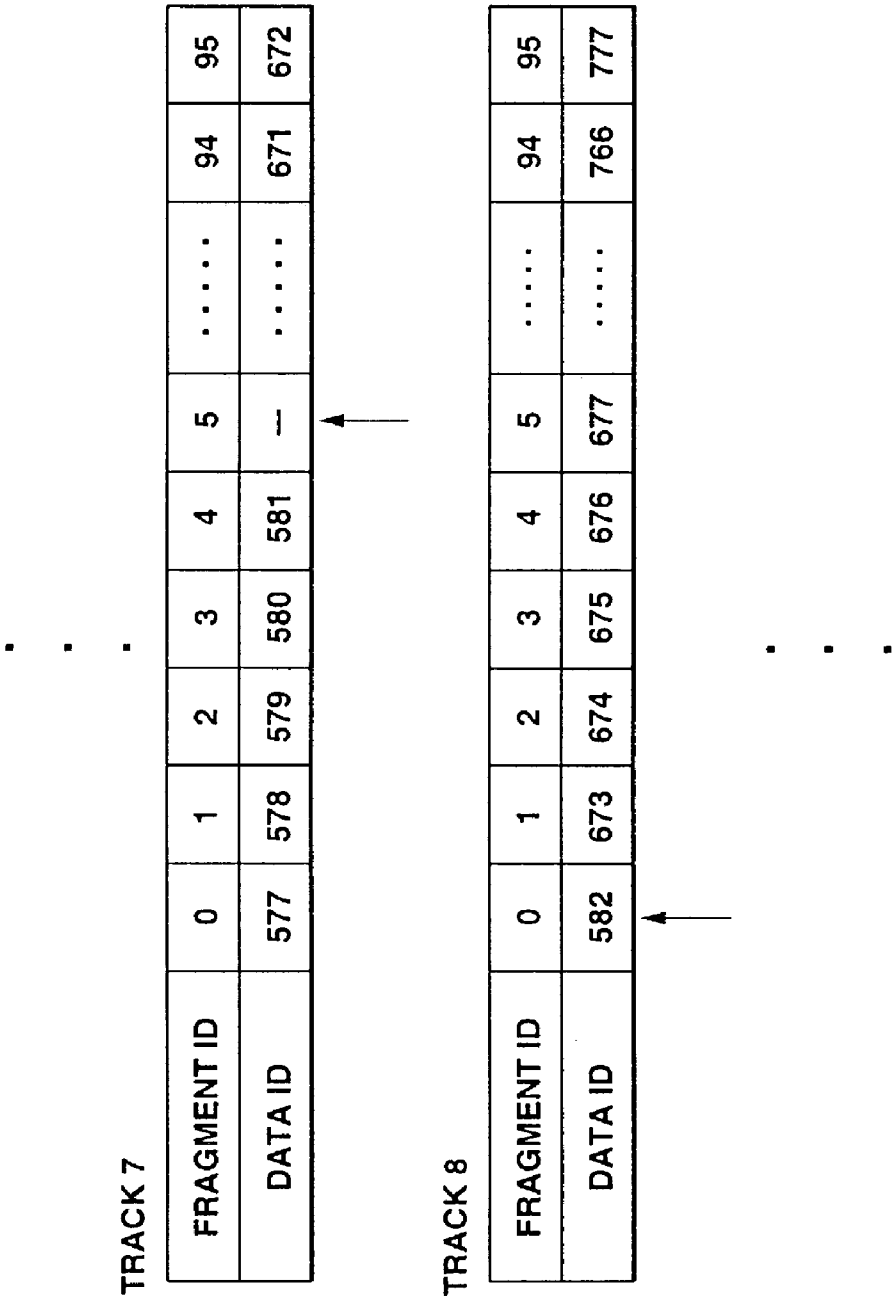 TRACK 7
FRAGMENT ID 0 1 2 3 4 5 ..... 94 95
DATA ID 577 578 579 580 581 — ..... 671 672
TRACK 8
FRAGMENT ID 0 1 2 3 4 5 ..... 94 95
DATA ID 582 673 674 675 676 677 ..... 766 777